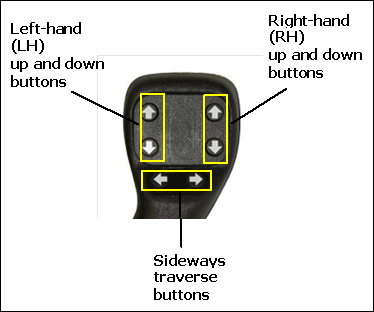 Left-hand
(LH)
up and down
buttons
Right-hand
(RH)
up and down
buttons
Sideways
traverse
buttons